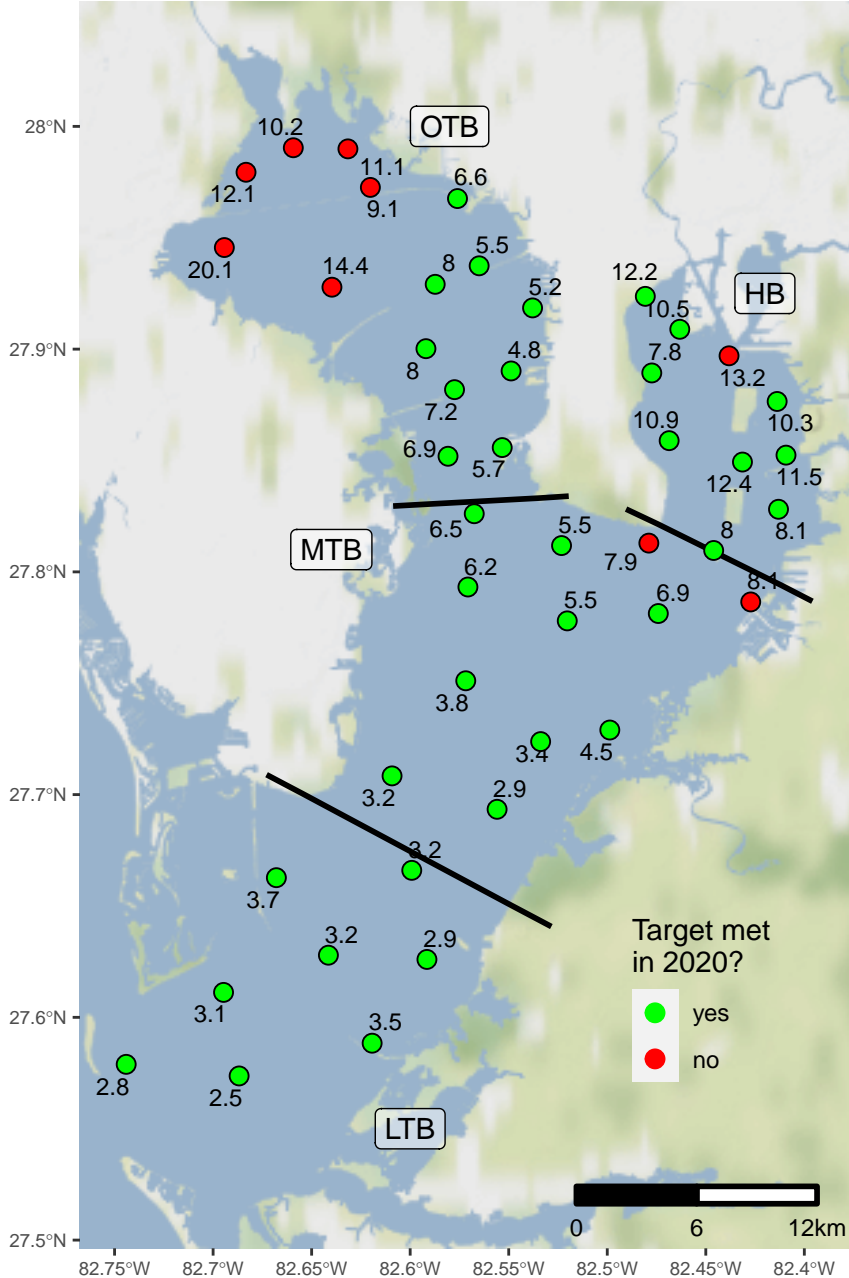 28°N
27.9°N
27.8°N
27.7°N
27.6°N
27.5°N
OTB
10.2
11.1
12.1
9.1
6.6
20.1
14.4
8
5.5
5.2
12.2
HB
10.5
8
4.8
7.8
13.2
7.2
10.9
10.3
6.9
5.7
12.4
11.5
MTB
6.5
5.5
7.9
8
8.1
6.2
5.5
6.9
8.1
3.8
3.4
4.5
3.2
2.9
3.2
3.7
3.2
2.9
3.1
3.5
2.8
2.5
LTB
Target met
in 2020?
yes
no
0 6 12km
82.75°W 82.7°W 82.65°W 82.6°W 82.55°W 82.5°W 82.45°W 82.4°W